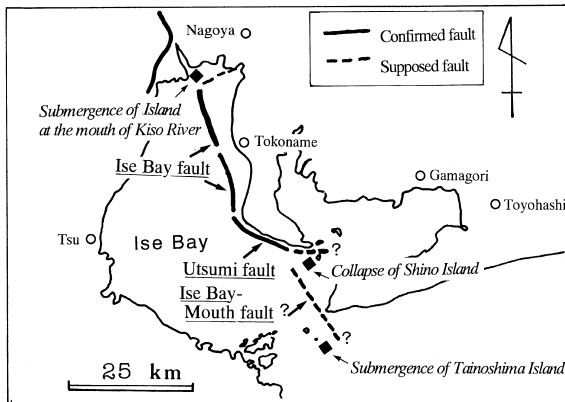 Nagoya
Confirmed fault
Supposed fault
Submergence of Island
at the mouth of Kiso River
Tokoname
Ise Bay fault
Gamagori
Toyohashi
Tsu
Ise Bay
?
Utsumi fault
Collapse of Shino Island
Ise Bay-
Mouth fault
?
?
Submergence of Tainoshima Island
25 km